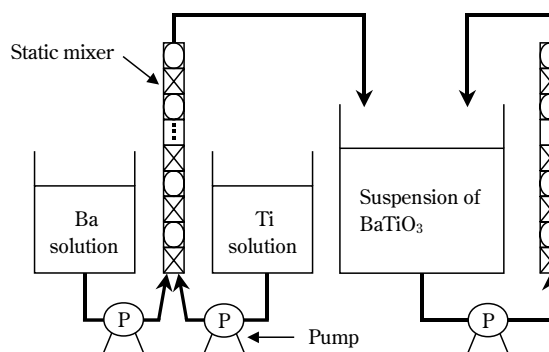 Static mixer
Ba
solution
Ti
solution
Suspension of
BaTiO₃
P
P
P
Pump